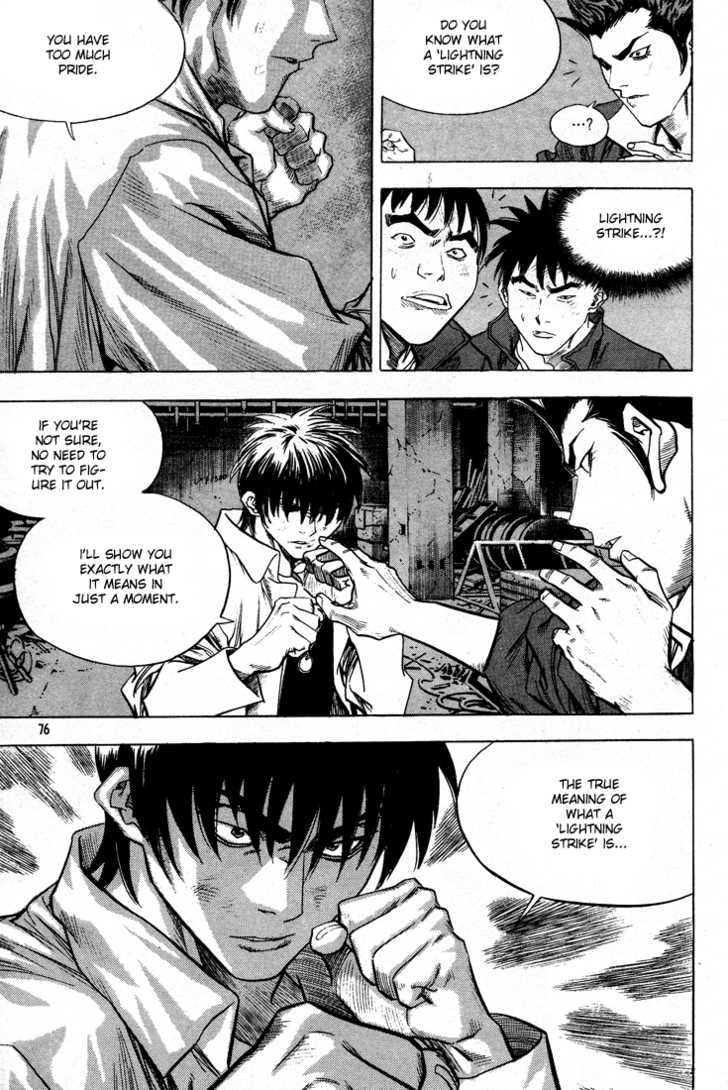 YOU HAVE
TOO MUCH
PRIDE.
DO YOU
KNOW WHAT
A 'LIGHTNING
STRIKE' IS?
....?
LIGHTNING
STRIKE...?!
IF YOU'RE
NOT SURE,
NO NEED TO
TRY TO FIG-
URE IT OUT.
I'LL SHOW YOU
EXACTLY WHAT
IT MEANS IN
JUST A MOMENT.
76
THE TRUE
MEANING OF
WHAT A
'LIGHTNING
STRIKE' IS...